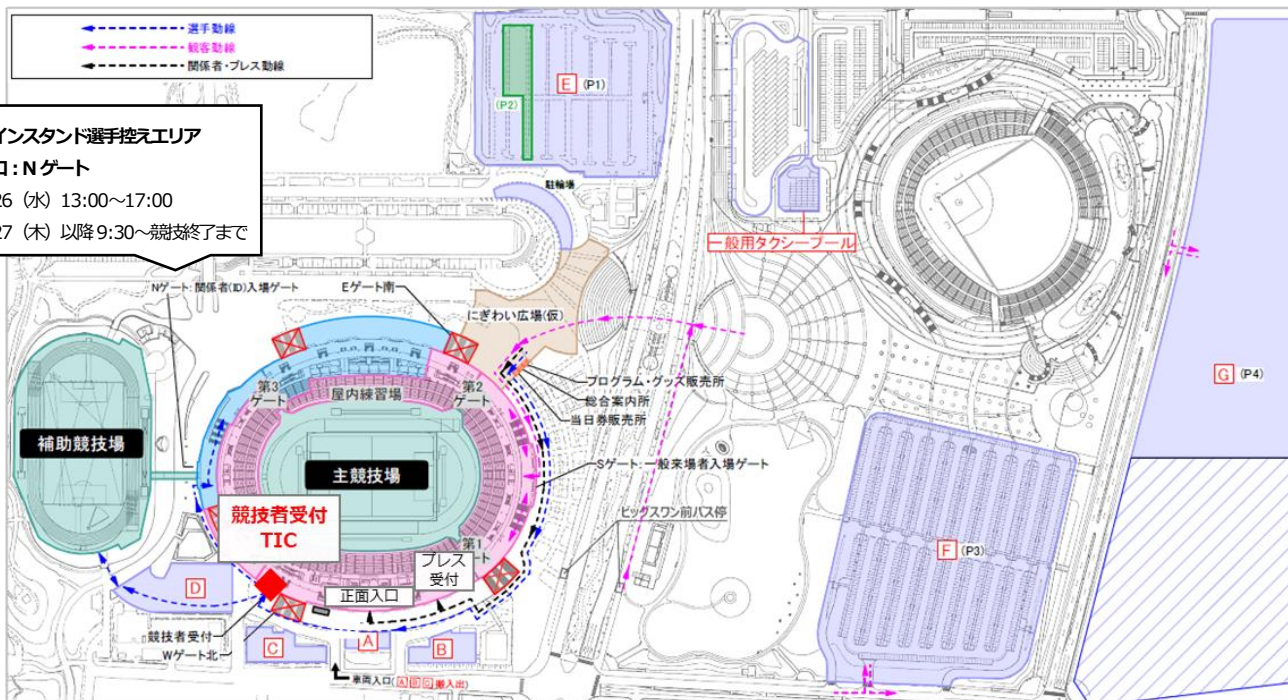 選手動線
観客動線
関係者・プレス動線
インスタンド選手控えエリア
口：Nゲート
26（水）13:00～17:00
27（木）以降9:30～競技終了まで
E (P1)
(P2)
駐輪場
一般用タクシープール
Nゲート：関係者(ID)入場ゲート
Eゲート南
にぎわい広場(仮)
プログラム・グッズ販売所
総合案内所
当日券販売所
Sゲート：一般来場者入場ゲート
ビックスワン前バス停
G (P4)
F (P3)
第3
ゲート
屋内練習場
第2
ゲート
補助競技場
主競技場
競技者受付
TIC
第1
ゲート
プレス
受付
正面入口
D
競技者受付
Wゲート北
C
A
B
車両入口(A B C 搬入出)